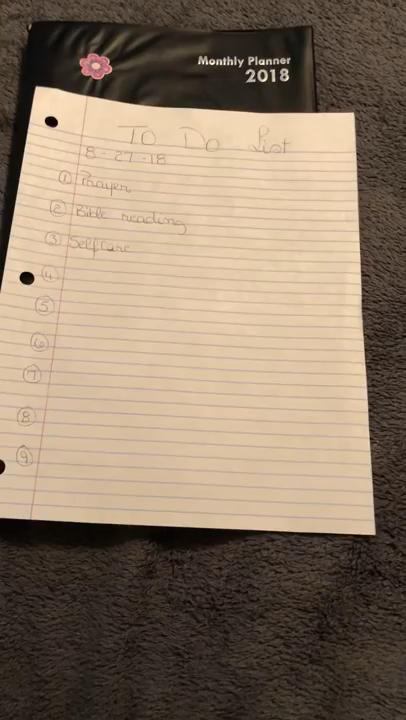 Monthly Planner
2018
To Do List
8-27-18
① Prayer
② Bible reading
③ Selfcare
④
⑤
⑥
⑦
⑧
⑨